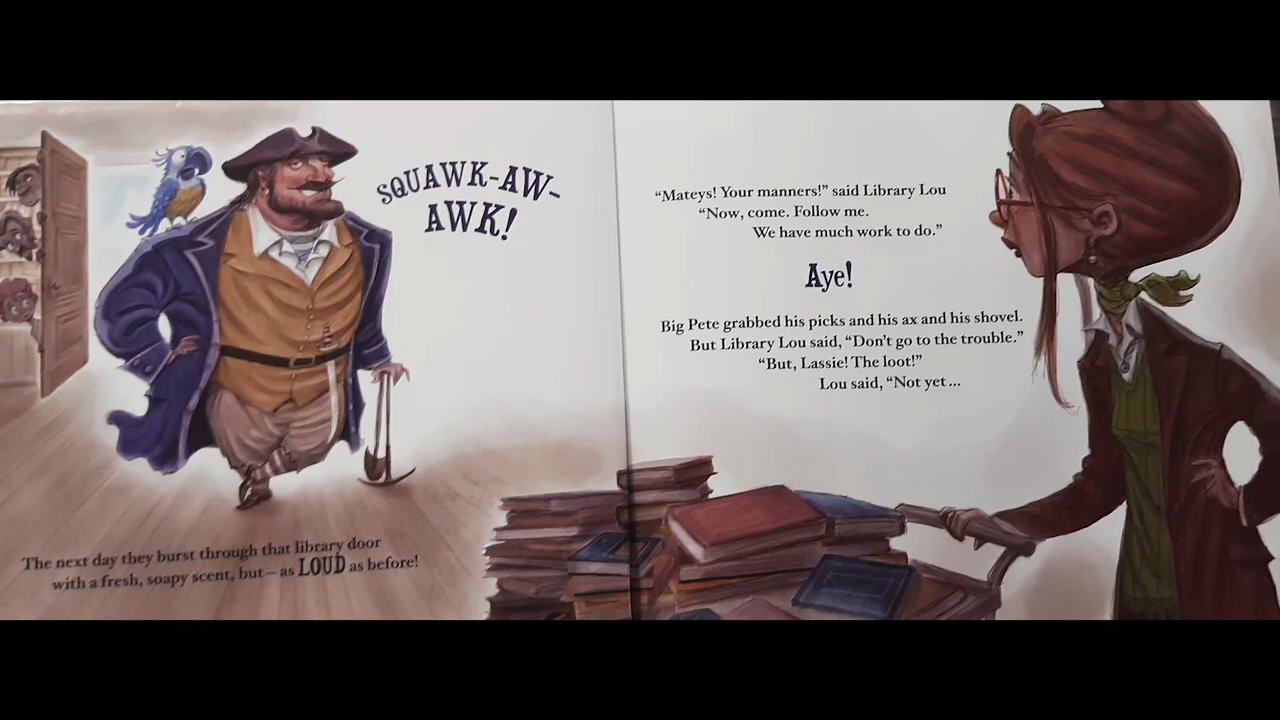 SQUAWK-AW-
AWK!
The next day they burst through that library door
with a fresh, soapy scent, but—as LOUD as before!
“Mateys! Your manners!” said Library Lou
“Now, come. Follow me.
We have much work to do.”
Aye!
Big Pete grabbed his picks and his ax and his shovel.
But Library Lou said, “Don’t go to the trouble.”
“But, Lassie! The loot!”
Lou said, “Not yet...